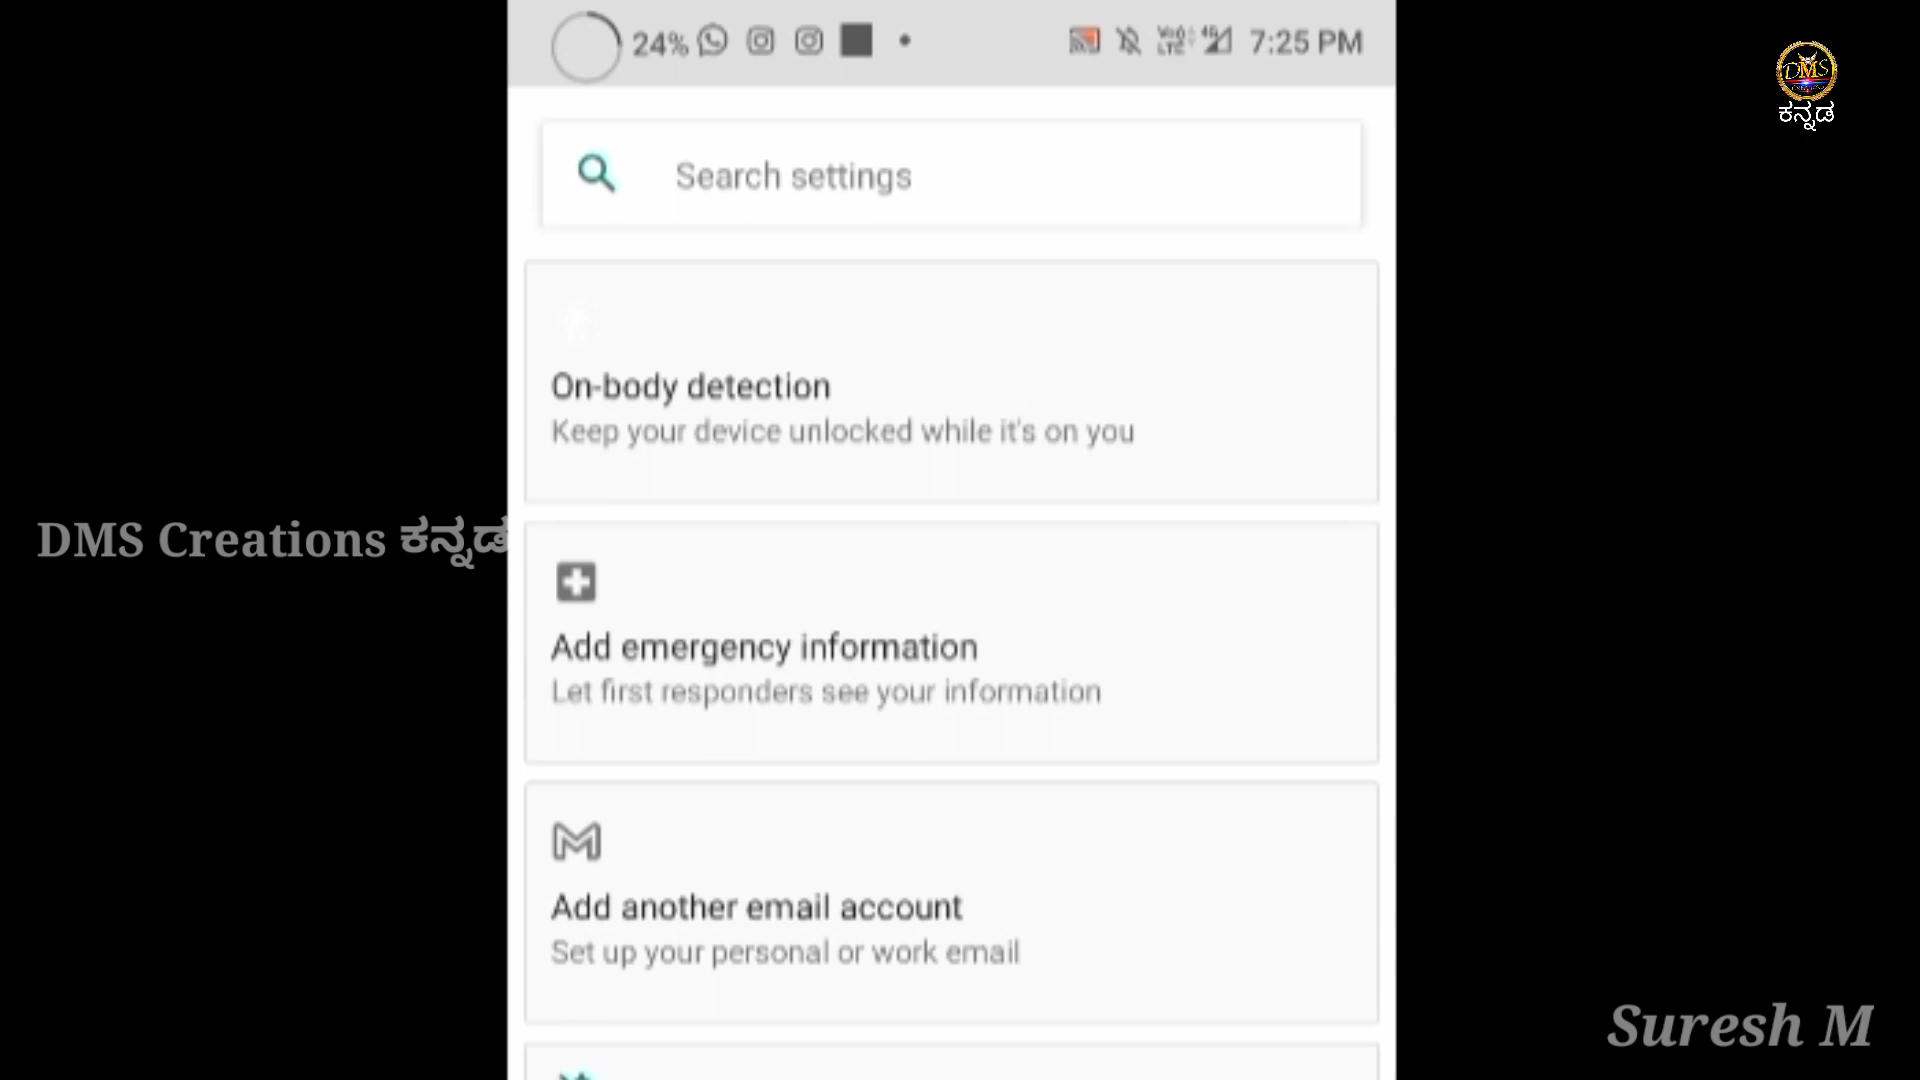 24%
VoLTE 4G 7:25 PM
DMS
ಕನ್ನಡ
Search settings
On-body detection
Keep your device unlocked while it's on you
DMS Creations ಕನ್ನಡ
Add emergency information
Let first responders see your information
Add another email account
Set up your personal or work email
Suresh M